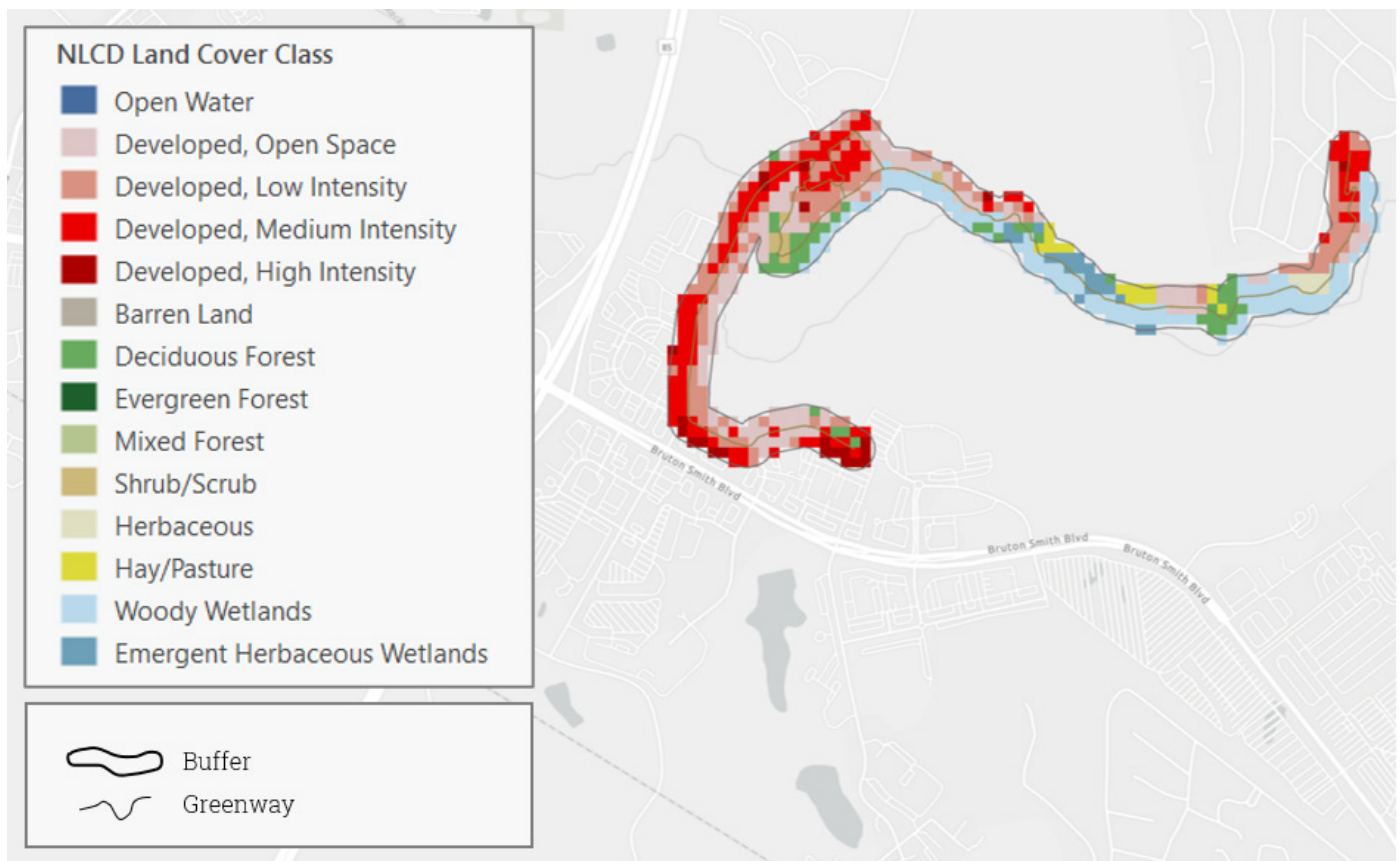 NLCD Land Cover Class
Open Water
Developed, Open Space
Developed, Low Intensity
Developed, Medium Intensity
Developed, High Intensity
Barren Land
Deciduous Forest
Evergreen Forest
Mixed Forest
Shrub/Scrub
Herbaceous
Hay/Pasture
Woody Wetlands
Emergent Herbaceous Wetlands
Buffer
Greenway
85
Bruton Smith Blvd
Bruton Smith Blvd
Bruton Smith Blvd